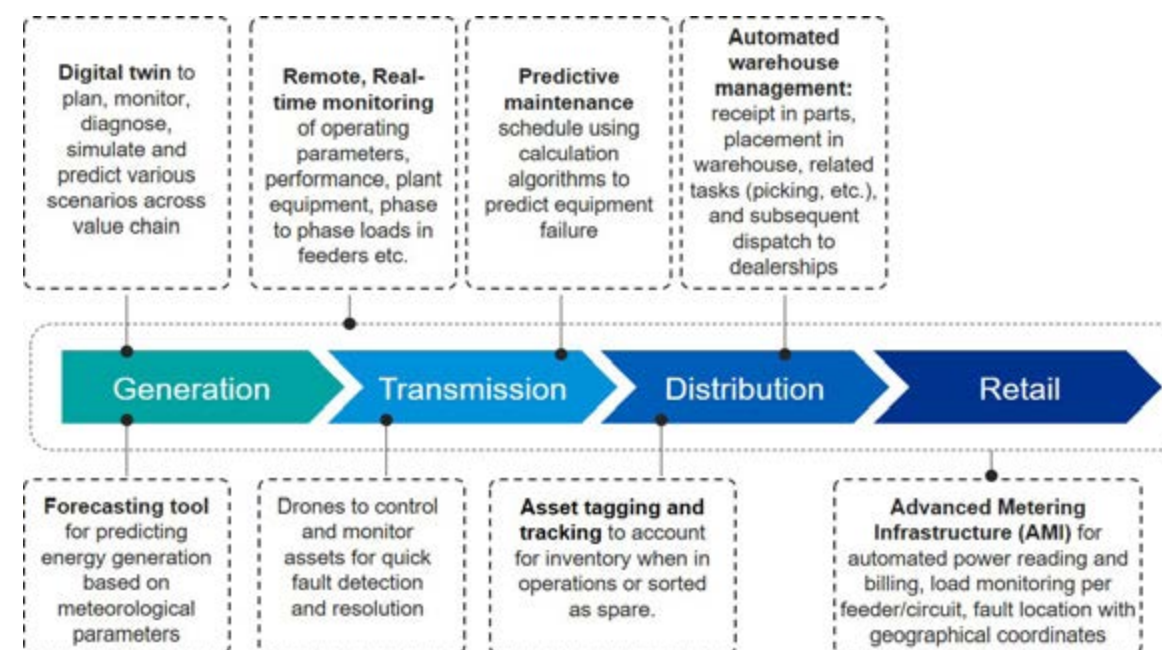 Digital twin to
plan, monitor,
diagnose,
simulate and
predict various
scenarios across
value chain
Remote, Real-
time monitoring
of operating
parameters,
performance, plant
equipment, phase
to phase loads in
feeders etc.
Predictive
maintenance
schedule using
calculation
algorithms to
predict equipment
failure
Automated
warehouse
management:
receipt in parts,
placement in
warehouse, related
tasks (picking, etc.),
and subsequent
dispatch to
dealerships
Generation
Transmission
Distribution
Retail
Forecasting tool
for predicting
energy generation
based on
meteorological
parameters
Drones to control
and monitor
assets for quick
fault detection
and resolution
Asset tagging and
tracking to account
for inventory when in
operations or sorted
as spare.
Advanced Metering
Infrastructure (AMI) for
automated power reading and
billing, load monitoring per
feeder/circuit, fault location with
geographical coordinates